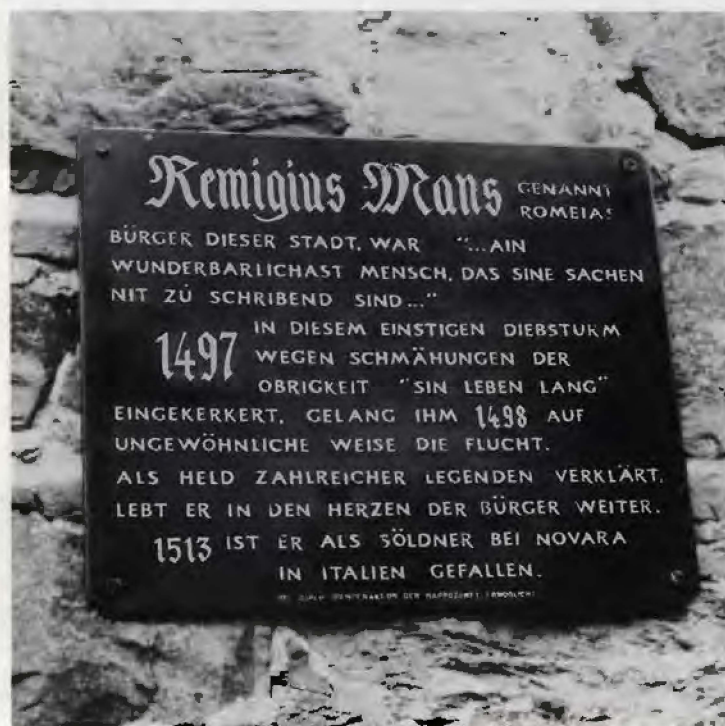 Remigius Mans GENANNT
ROMEIAS
BÜRGER DIESER STADT, WAR "...AIN
WUNDERBARLICHAST MENSCH, DAS SINE SACHEN
NIT ZÜ SCHRIBEND SIND..."
1497 IN DIESEM EINSTIGEN DIEBSTURM
WEGEN SCHMÄHUNGEN DER
OBRIGKEIT "SIN LEBEN LANG"
EINGEKERKERT, GELANG IHM 1498 AUF
UNGEWÖHNLICHE WEISE DIE FLUCHT.
ALS HELD ZAHLREICHER LEGENDEN VERKLÄRT,
LEBT ER IN DEN HERZEN DER BÜRGER WEITER.
1513 IST ER ALS SÖLDNER BEI NOVARA
IN ITALIEN GEFALLEN.
DER